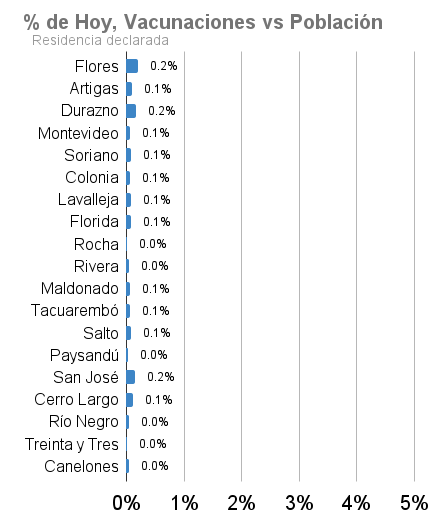 % de Hoy, Vacunaciones vs Población
Residencia declarada
Flores 0.2%
Artigas 0.1%
Durazno 0.2%
Montevideo 0.1%
Soriano 0.1%
Colonia 0.1%
Lavalleja 0.1%
Florida 0.1%
Rocha 0.0%
Rivera 0.0%
Maldonado 0.1%
Tacuarembó 0.1%
Salto 0.1%
Paysandú 0.0%
San José 0.2%
Cerro Largo 0.1%
Río Negro 0.0%
Treinta y Tres 0.0%
Canelones 0.0%
0% 1% 2% 3% 4% 5%